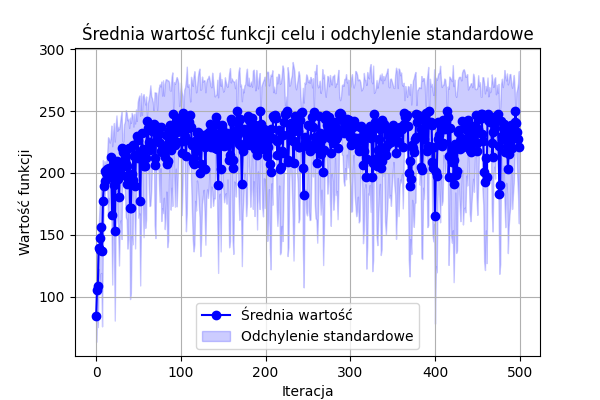 Średnia wartość funkcji celu i odchylenie standardowe
300
250
200
150
100
Wartość funkcji
Średnia wartość
Odchylenie standardowe
0 100 200 300 400 500
Iteracja